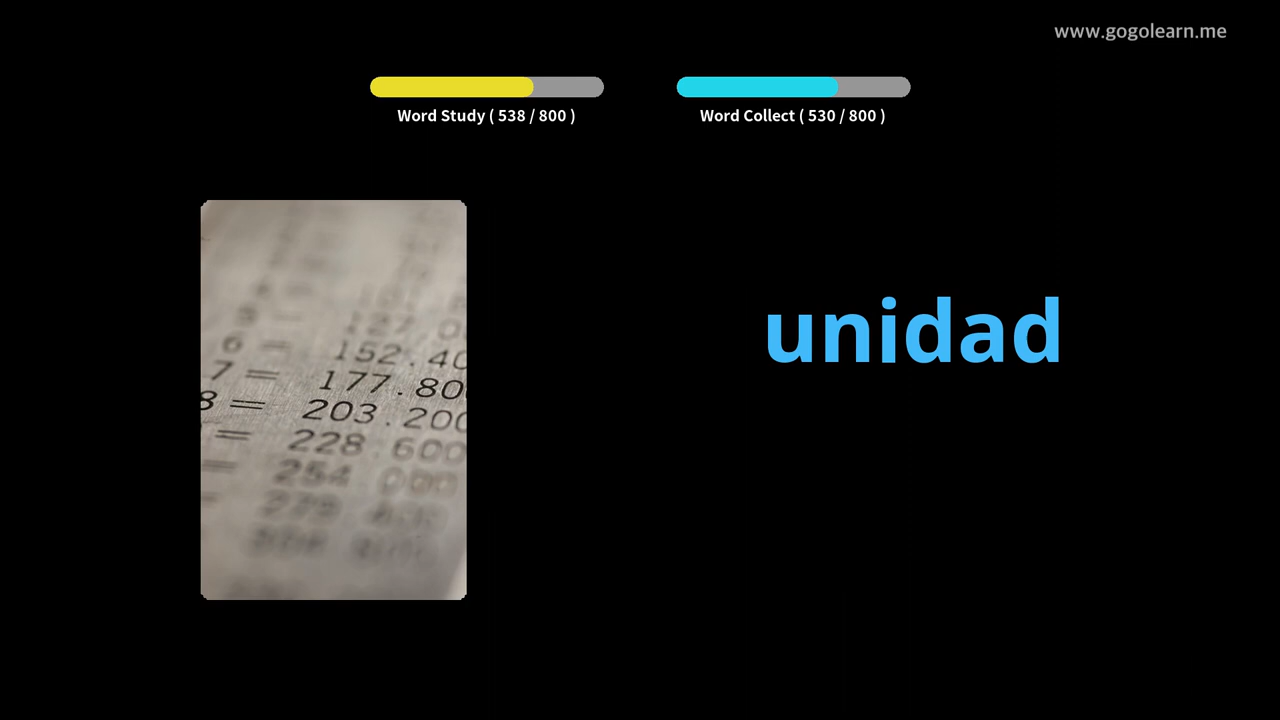 www.gogolearn.me
Word Study ( 538 / 800 )
Word Collect ( 530 / 800 )
unidad
6 = 152.40
7 = 177.80
8 = 203.200
= 228.600
= 254 000